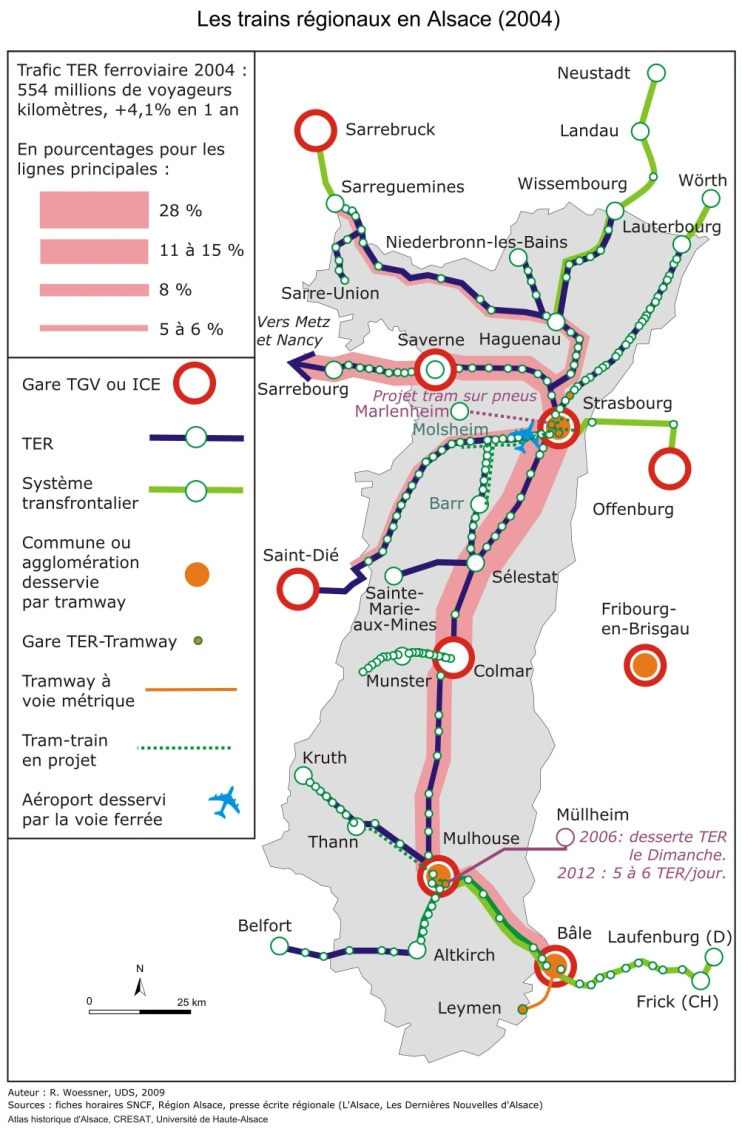 Les trains régionaux en Alsace (2004)
Trafic TER ferroviaire 2004 :
554 millions de voyageurs
kilomètres, +4,1% en 1 an
En pourcentages pour les
lignes principales :
28 %
11 à 15 %
8 %
5 à 6 %
Gare TGV ou ICE
TER
Système
transfrontalier
Commune ou
agglomération
desservie
par tramway
Gare TER-Tramway
Tramway à
voie métrique
Tram-train
en projet
Aéroport desservi
par la voie ferrée
Neustadt
Landau
Sarrebruck
Wissembourg
Wörth
Sarreguemines
Lauterbourg
Niederbronn-les-Bains
Sarre-Union
Vers Metz
et Nancy
Saverne
Haguenau
Sarrebourg
Projet tram sur pneus
Marlenheim
Strasbourg
Molsheim
Barr
Offenburg
Saint-Dié
Sélestat
Sainte-
Marie-
aux-Mines
Fribourg-
en-Brisgau
Munster
Colmar
Kruth
Thann
Mulhouse
Müllheim
2006: desserte TER
le Dimanche.
2012 : 5 à 6 TER/jour.
Belfort
Altkirch
Bâle
Laufenburg (D)
Frick (CH)
Leymen
N
0
25 km
Auteur : R. Woessner, UDS, 2009
Sources : fiches horaires SNCF, Région Alsace, presse écrite régionale (L'Alsace, Les Dernières Nouvelles d'Alsace)
Atlas historique d'Alsace, CRESAT, Université de Haute-Alsace